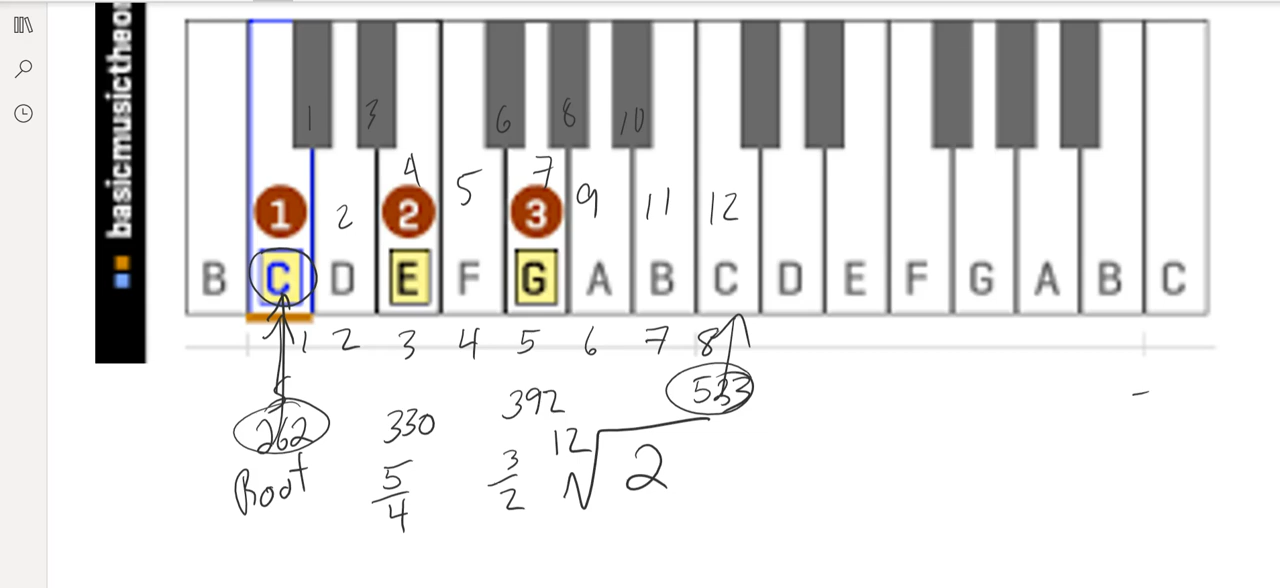 basicmusictheo
1 3 6 8 10
4 5 7
1 2 2 3 9 11 12
B C D E F G A B C D E F G A B C
1 2 3 4 5 6 7 8
262 330 392 533
Root 5/4 3/2 12√2